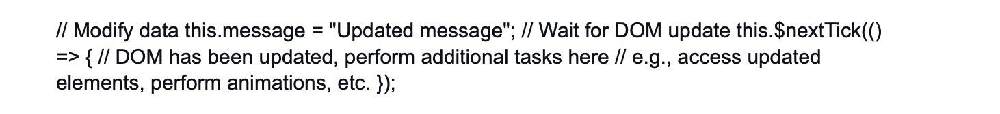 // Modify data this.message = "Updated message"; // Wait for DOM update this.$nextTick(()
=> { // DOM has been updated, perform additional tasks here // e.g., access updated
elements, perform animations, etc. });